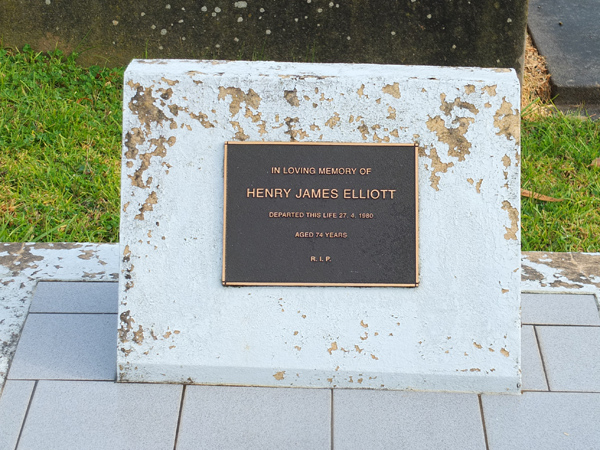 IN LOVING MEMORY OF
HENRY JAMES ELLIOTT
DEPARTED THIS LIFE 27. 4. 1980
AGED 74 YEARS
R. I. P.